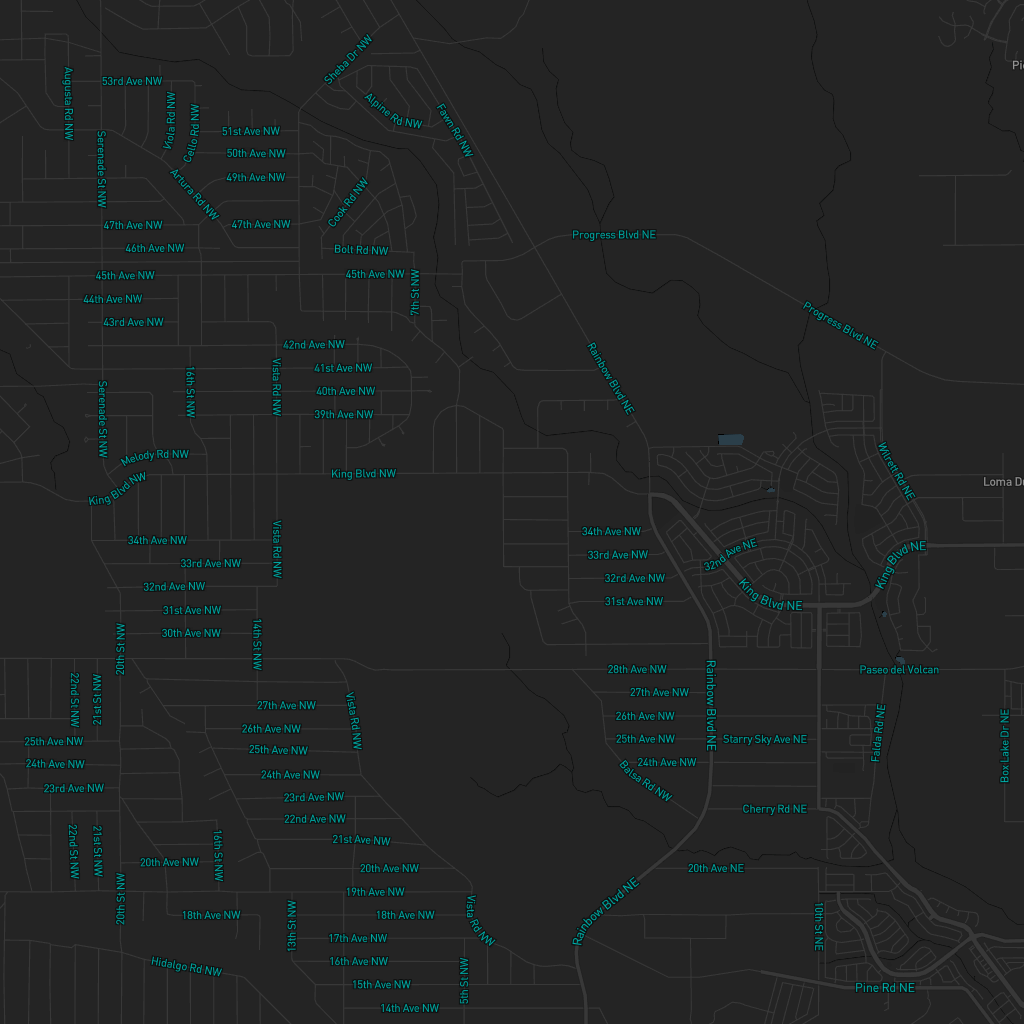 Sheba Dr NW
Pi
Augusta Rd NW
53rd Ave NW
Viola Rd NW
Cello Rd NW
Alpine Rd NW
Fawn Rd NW
51st Ave NW
Serenade St NW
50th Ave NW
49th Ave NW
Artura Rd NW
Cook Rd NW
47th Ave NW
47th Ave NW
Progress Blvd NE
46th Ave NW
Bolt Rd NW
45th Ave NW
45th Ave NW
7th St NW
44th Ave NW
43rd Ave NW
Progress Blvd NE
42nd Ave NW
Rainbow Blvd NE
41st Ave NW
16th St NW
Vista Rd NW
40th Ave NW
39th Ave NW
Serenade St NW
Melody Rd NW
King Blvd NW
King Blvd NW
Wilrett Rd NE
Loma D
34th Ave NW
Vista Rd NW
34th Ave NW
33rd Ave NW
33rd Ave NW
32nd Ave NE
King Blvd NE
32nd Ave NW
32nd Ave NW
King Blvd NE
31st Ave NW
31st Ave NW
30th Ave NW
20th St NW
14th St NW
28th Ave NW
Paseo del Volcan
22nd St NW
21st St NW
27th Ave NW
Vista Rd NW
27th Ave NW
Rainbow Blvd NE
26th Ave NW
26th Ave NW
Falda Rd NE
Box Lake Dr NE
25th Ave NW
25th Ave NW
25th Ave NW
Starry Sky Ave NE
24th Ave NW
24th Ave NW
24th Ave NW
Balsa Rd NW
23rd Ave NW
23rd Ave NW
Cherry Rd NE
22nd Ave NW
22nd St NW
21st St NW
16th St NW
21st Ave NW
20th Ave NW
20th Ave NW
20th Ave NE
19th Ave NW
20th St NW
18th Ave NW
13th St NW
18th Ave NW
Vista Rd NW
Rainbow Blvd NE
10th St NE
17th Ave NW
Hidalgo Rd NW
16th Ave NW
5th St NW
15th Ave NW
Pine Rd NE
14th Ave NW